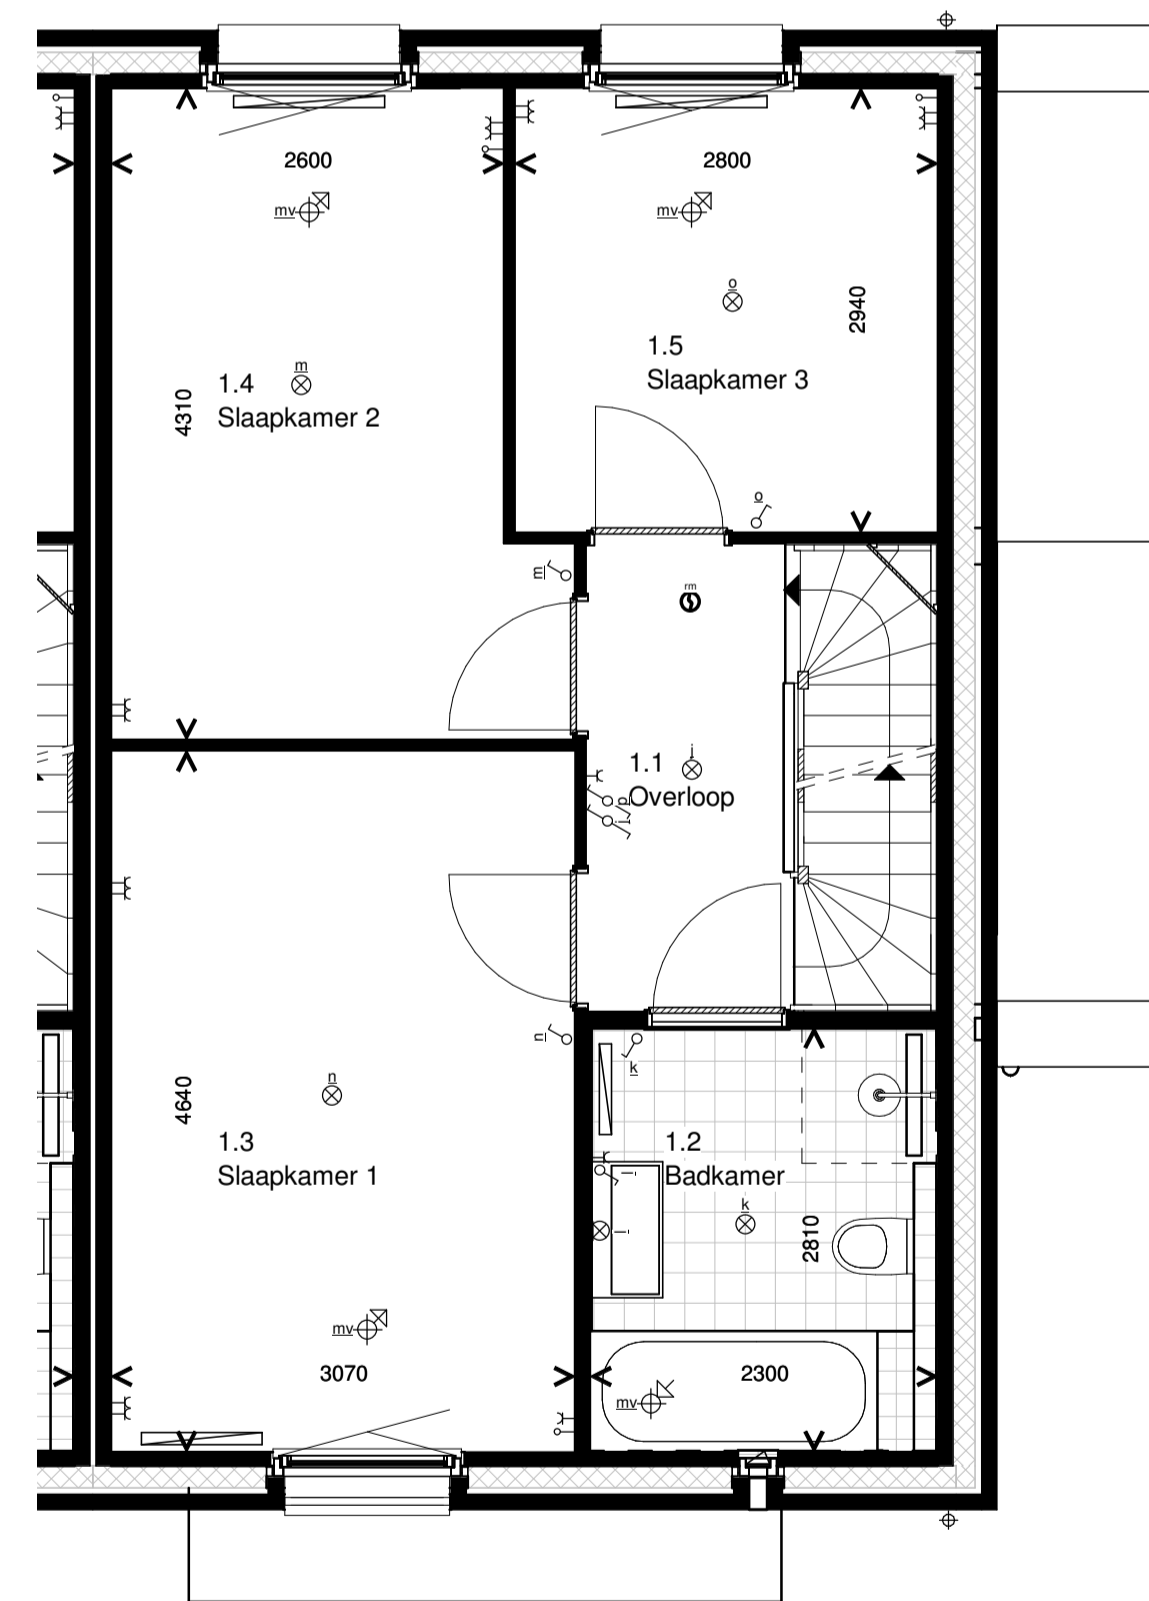 2600
2800
mv
mv
o
2940
1.5
Slaapkamer 3
m
1.4
Slaapkamer 2
4310
o
m
rm
j
1.1
Overloop
p
j
n
k
n
4640
1.3
Slaapkamer 1
1.2
Badkamer
l
k
l
2810
mv
3070
2300
mv